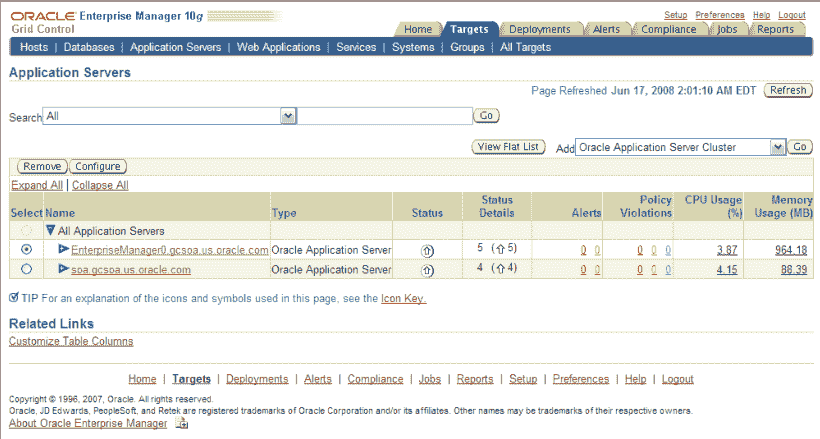 ORACLE Enterprise Manager 10g
Grid Control
Setup Preferences Help Logout
Home Targets Deployments Alerts Compliance Jobs Reports
Hosts | Databases | Application Servers | Web Applications | Services | Systems | Groups | All Targets
Application Servers
Page Refreshed Jun 17, 2008 2:01:10 AM EDT Refresh
Search All Go
View Flat List Add Oracle Application Server Cluster Go
Remove Configure
Expand All | Collapse All
Select Name Type Status Status Details Alerts Policy Violations CPU Usage (%) Memory Usage (MB)
All Application Servers
EnterpriseManager0.gcsoa.us.oracle.com Oracle Application Server 5 (5) 0 0 0 0 0 3.87 964.18
soa.gcsoa.us.oracle.com Oracle Application Server 4 (4) 0 0 0 0 0 4.15 88.39
TIP For an explanation of the icons and symbols used in this page, see the Icon Key.
Related Links
Customize Table Columns
Home | Targets | Deployments | Alerts | Compliance | Jobs | Reports | Setup | Preferences | Help | Logout
Copyright © 1996, 2007, Oracle. All rights reserved.
Oracle, JD Edwards, PeopleSoft, and Retek are registered trademarks of Oracle Corporation and/or its affiliates. Other names may be trademarks of their respective owners.
About Oracle Enterprise Manager